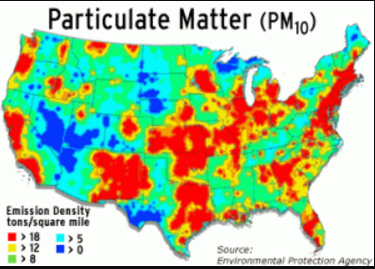 Particulate Matter (PM10)
Emission Density
tons/square mile
> 18
> 5
> 12
> 0
> 8
Source:
Environmental Protection Agency